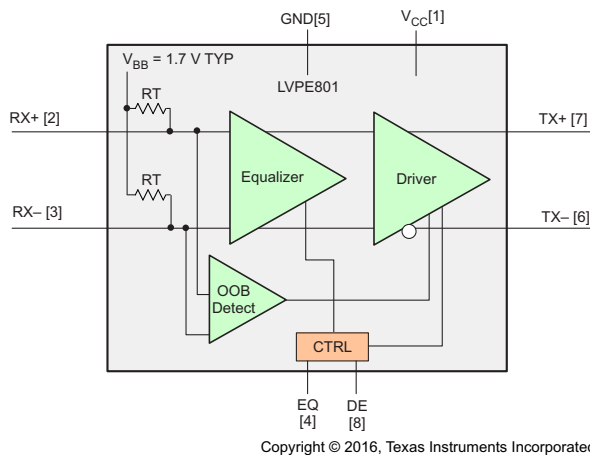 GND[5]
VCC[1]
VBB = 1.7 V TYP
LVPE801
RT
RX+ [2]
TX+ [7]
Equalizer
Driver
RT
RX– [3]
TX– [6]
OOB
Detect
CTRL
EQ
[4]
DE
[8]
Copyright © 2016, Texas Instruments Incorporated